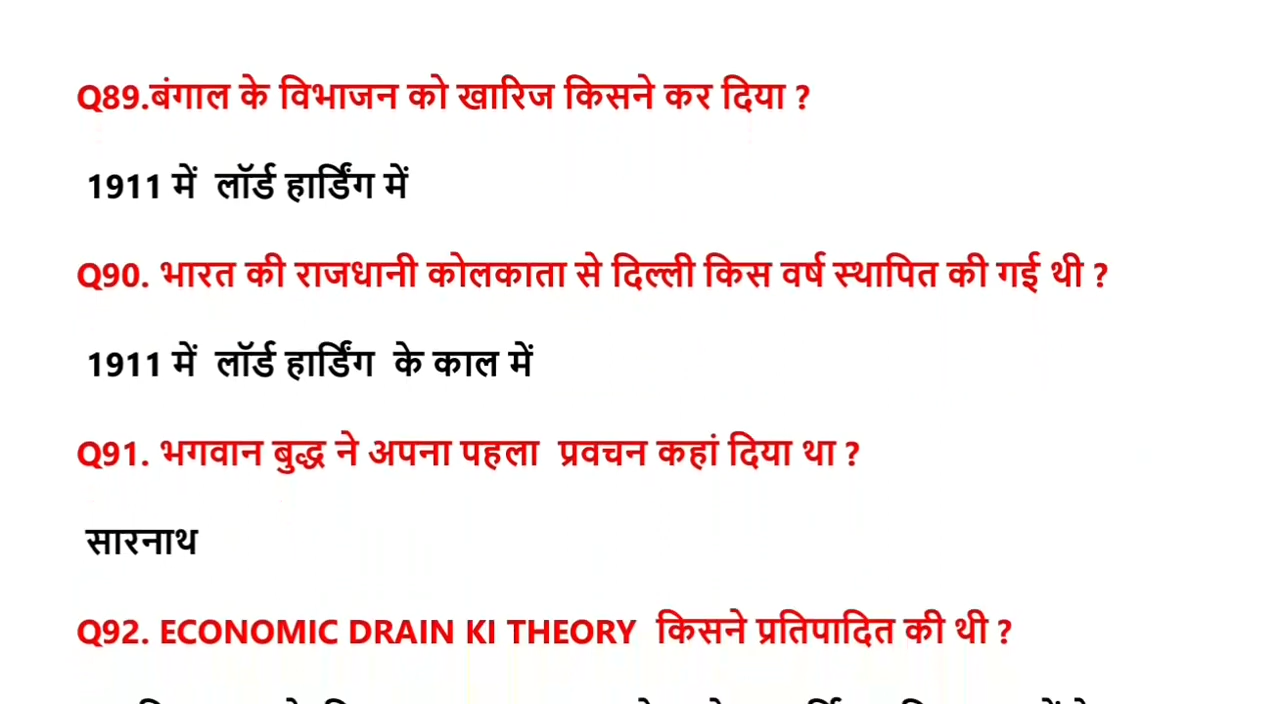 Q89.बंगाल के विभाजन को खारिज किसने कर दिया ?
1911 में लॉर्ड हार्डिंग में
Q90. भारत की राजधानी कोलकाता से दिल्ली किस वर्ष स्थापित की गई थी ?
1911 में लॉर्ड हार्डिंग के काल में
Q91. भगवान बुद्ध ने अपना पहला प्रवचन कहां दिया था ?
सारनाथ
Q92. ECONOMIC DRAIN KI THEORY किसने प्रतिपादित की थी ?